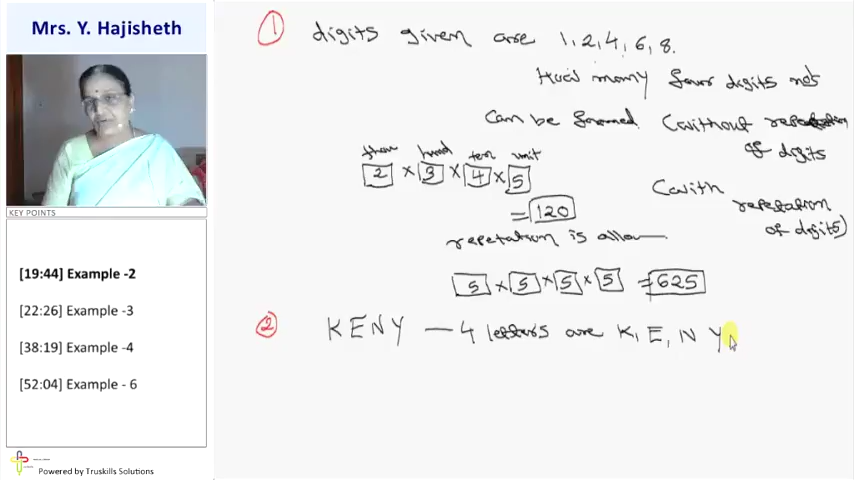 Mrs. Y. Hajisheth
KEY POINTS
[19:44] Example -2
[22:26] Example -3
[38:19] Example -4
[52:04] Example - 6
Powered by Truskills Solutions
① digits given are 1, 2, 4, 6, 8.
How many four digits
Can be formed (without
of digits
thou hund ten unit
2 × 3 × 4 × 5
= 120
(with
repetation
of digits)
repetation is allow
5 × 5 × 5 × 5 = 625
② KENY — 4 letters are K, E, N Y